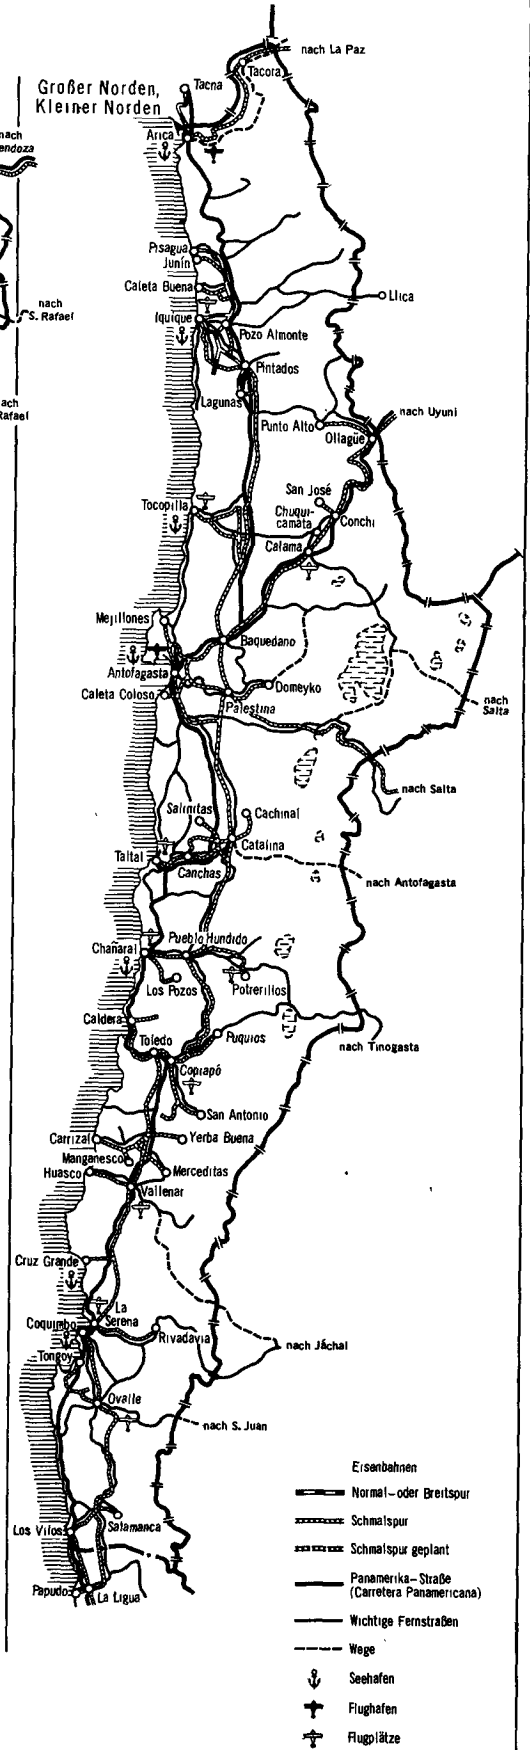 nach La Paz
Tacora
Großer Norden,
Kleiner Norden
Tacna
Arica
nach
endoza
Pisagua
Junín
Caleta Buena
Llica
nach
S. Rafael
Iquique
Pozo Almonte
Pintados
Lagunas
ach
Rafael
nach Uyuni
Punto Alto
Ollagüe
San José
Tocopilla
Chuqui-
camata
Conchi
Calama
Mejillones
Baquedano
Antofagasta
Domeyko
Caleta Coloso
Palestina
nach
Salta
nach Salta
Salinitas
Cachinal
Catalina
Taltal
Canchas
nach Antofagasta
Pueblo Hundido
Chañaral
Los Pozos
Potrerillos
Caldera
Puquios
Toledo
nach Tinogasta
Copiapó
San Antonio
Carrizal
Yerba Buena
Manganesco
Huasco
Merceditas
Vallenar
Cruz Grande
La
Serena
Coquimbo
Rivadavia
nach Jáchal
Tongoy
Ovalle
nach S. Juan
Los Vilos
Salamanca
Papudo
La Ligua
Eisenbahnen
Normal- oder Breitspur
Schmalspur
Schmalspur geplant
Panamerika-Straße
(Carretera Panamericana)
Wichtige Fernstraßen
Wege
Seehafen
Flughafen
Flugplätze